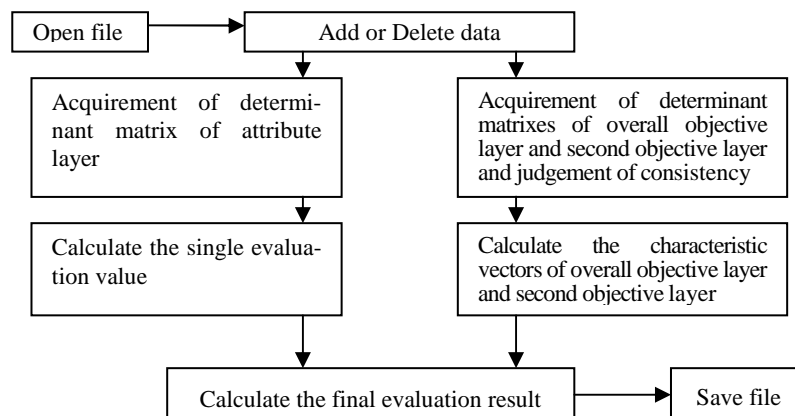 Open file
Add or Delete data
Acquirement of determi-
nant matrix of attribute
layer
Acquirement of determinant
matrixes of overall objective
layer and second objective layer
and judgement of consistency
Calculate the single evalua-
tion value
Calculate the characteristic
vectors of overall objective layer
and second objective layer
Calculate the final evaluation result
Save file